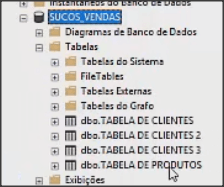 Instantâneos do Banco de Dados
SUCOS_VENDAS
Diagramas de Banco de Dados
Tabelas
Tabelas do Sistema
FileTables
Tabelas Externas
Tabelas do Grafo
dbo.TABELA DE CLIENTES
dbo.TABELA DE CLIENTES 2
dbo.TABELA DE CLIENTES 3
dbo.TABELA DE PRODUTOS
Exibições